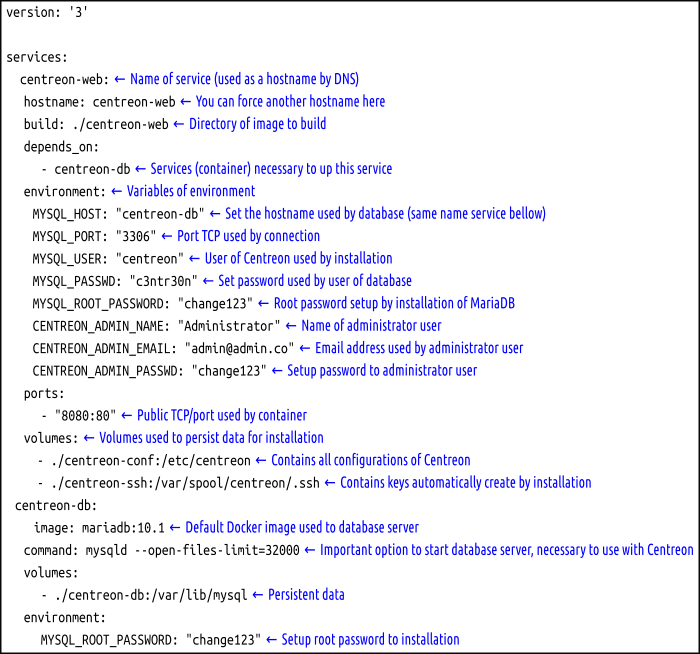 version: '3'
services:
centreon-web: ← Name of service (used as a hostname by DNS)
hostname: centreon-web ← You can force another hostname here
build: ./centreon-web ← Directory of image to build
depends_on:
- centreon-db ← Services (container) necessary to up this service
environment: ← Variables of environment
MYSQL_HOST: "centreon-db" ← Set the hostname used by database (same name service bellow)
MYSQL_PORT: "3306" ← Port TCP used by connection
MYSQL_USER: "centreon" ← User of Centreon used by installation
MYSQL_PASSWD: "c3ntr30n" ← Set password used by user of database
MYSQL_ROOT_PASSWORD: "change123" ← Root password setup by installation of MariaDB
CENTREON_ADMIN_NAME: "Administrator" ← Name of administrator user
CENTREON_ADMIN_EMAIL: "admin@admin.co" ← Email address used by administrator user
CENTREON_ADMIN_PASSWD: "change123" ← Setup password to administrator user
ports:
- "8080:80" ← Public TCP/port used by container
volumes: ← Volumes used to persist data for installation
- ./centreon-conf:/etc/centreon ← Contains all configurations of Centreon
- ./centreon-ssh:/var/spool/centreon/.ssh ← Contains keys automatically create by installation
centreon-db:
image: mariadb:10.1 ← Default Docker image used to database server
command: mysqld --open-files-limit=32000 ← Important option to start database server, necessary to use with Centreon
volumes:
- ./centreon-db:/var/lib/mysql ← Persistent data
environment:
MYSQL_ROOT_PASSWORD: "change123" ← Setup root password to installation